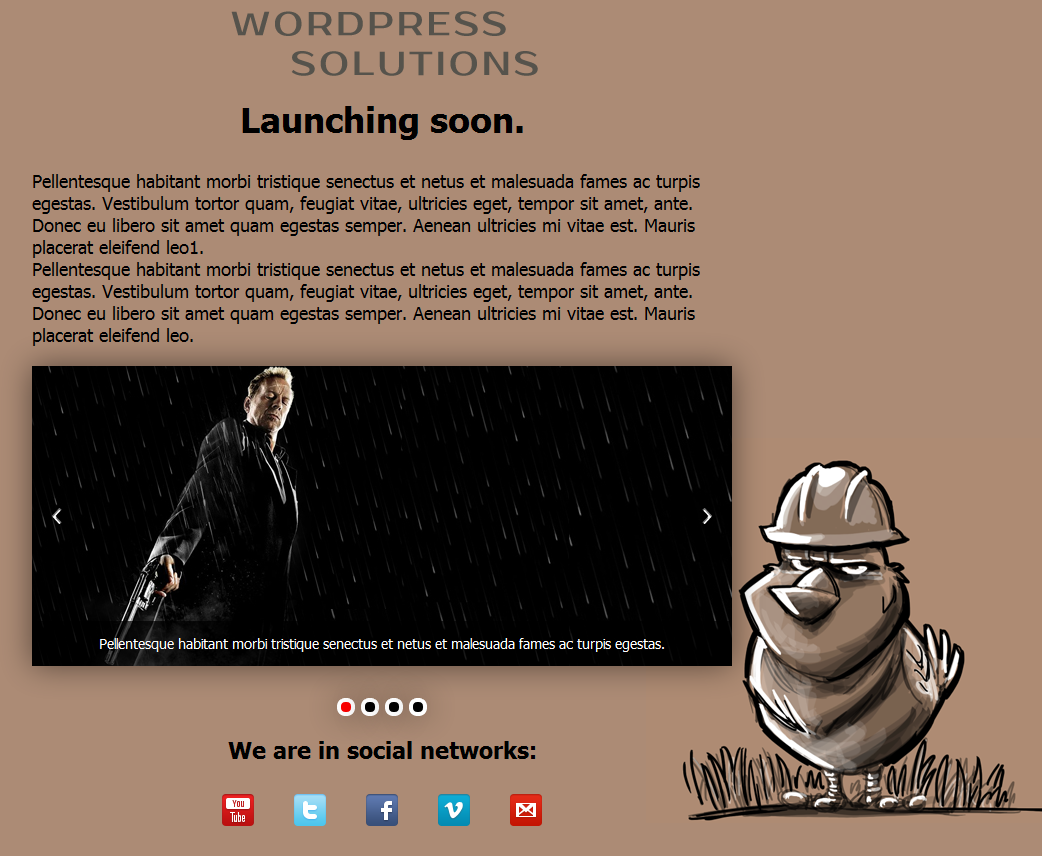 WORDPRESS
SOLUTIONS
Launching soon.
Pellentesque habitant morbi tristique senectus et netus et malesuada fames ac turpis
egestas. Vestibulum tortor quam, feugiat vitae, ultricies eget, tempor sit amet, ante.
Donec eu libero sit amet quam egestas semper. Aenean ultricies mi vitae est. Mauris
placerat eleifend leo1.
Pellentesque habitant morbi tristique senectus et netus et malesuada fames ac turpis
egestas. Vestibulum tortor quam, feugiat vitae, ultricies eget, tempor sit amet, ante.
Donec eu libero sit amet quam egestas semper. Aenean ultricies mi vitae est. Mauris
placerat eleifend leo.
Pellentesque habitant morbi tristique senectus et netus et malesuada fames ac turpis egestas.
We are in social networks:
You
Tube